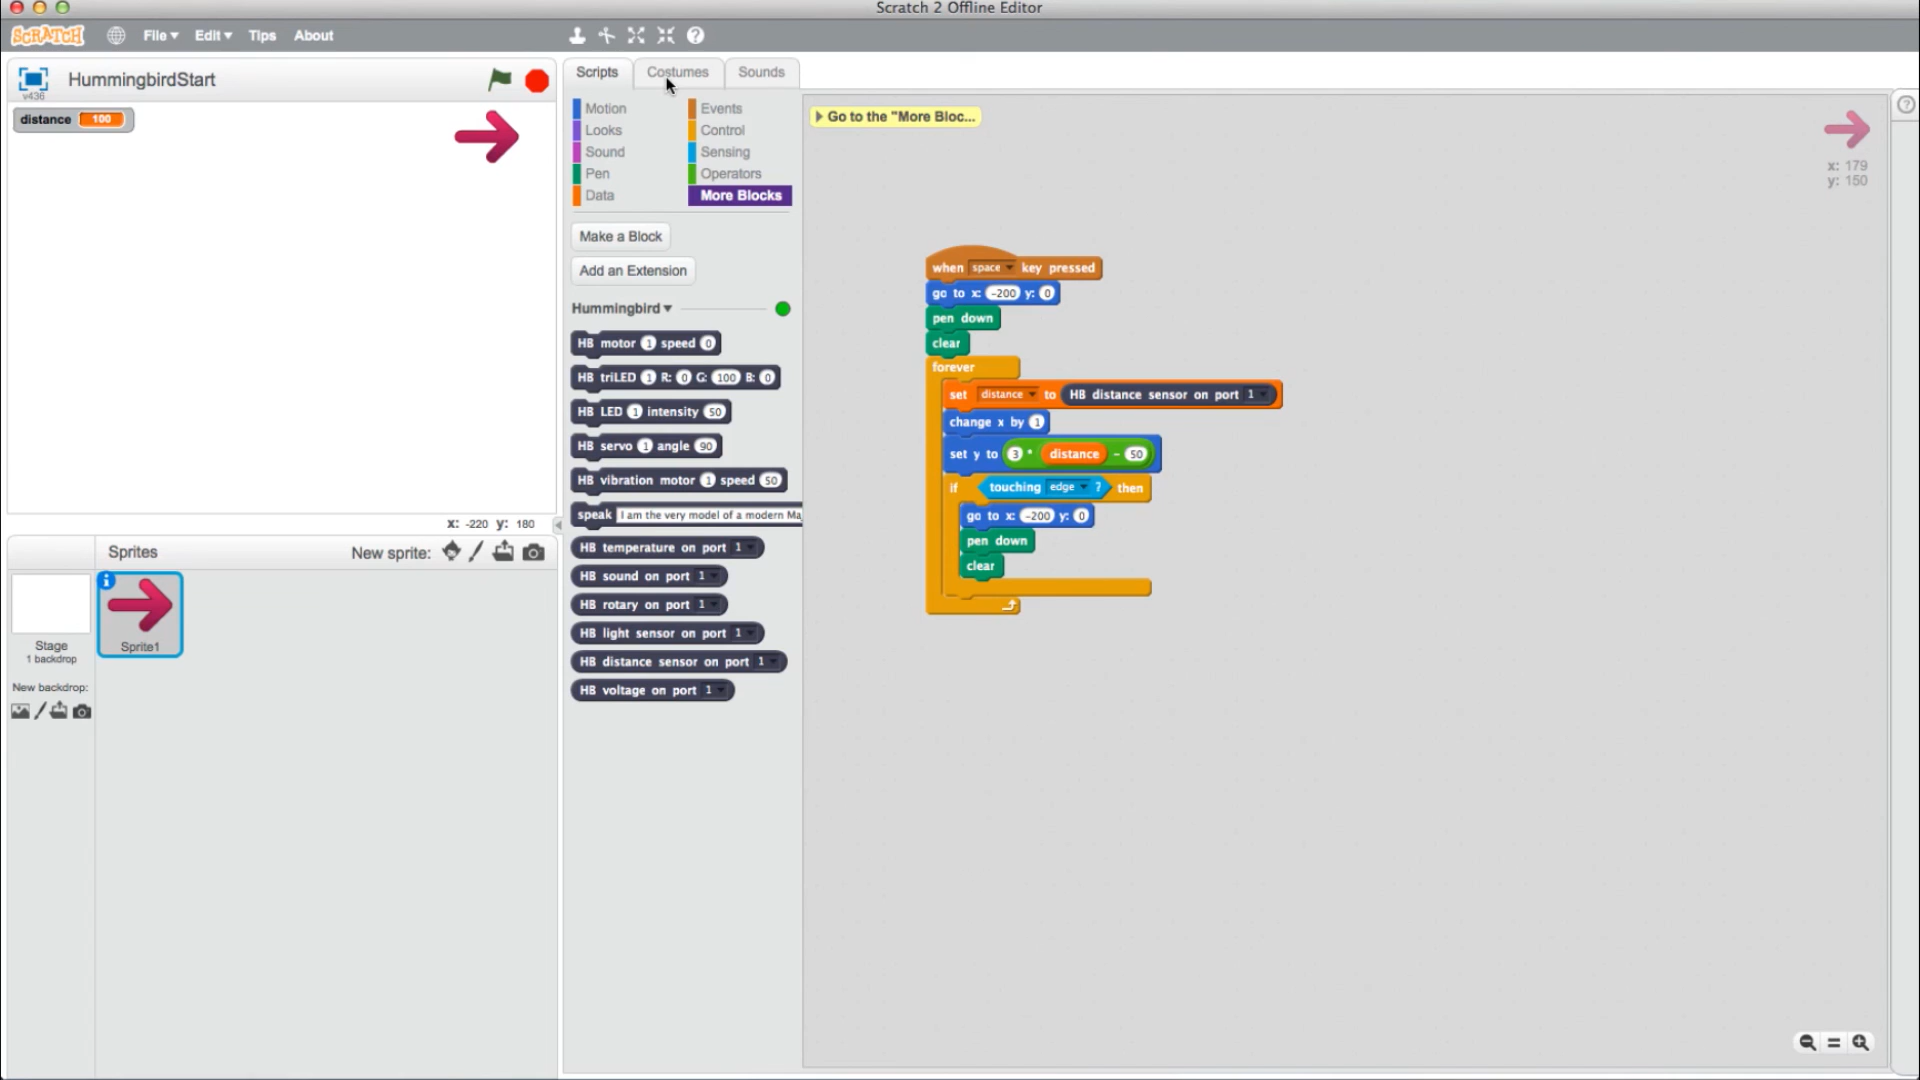 Scratch 2 Offline Editor
SCRATCH File Edit Tips About
v436
HummingbirdStart
distance 100
x: -220 y: 180
Sprites New sprite:
Sprite1
Stage
1 backdrop
New backdrop:
Scripts Costumes Sounds
Motion Events
Looks Control
Sound Sensing
Pen Operators
Data More Blocks
Make a Block
Add an Extension
Hummingbird
HB motor 1 speed 0
HB triLED 1 R: 0 G: 100 B: 0
HB LED 1 intensity 50
HB servo 1 angle 90
HB vibration motor 1 speed 50
speak I am the very model of a modern Ma
HB temperature on port 1
HB sound on port 1
HB rotary on port 1
HB light sensor on port 1
HB distance sensor on port 1
HB voltage on port 1
Go to the "More Bloc...
x: 179
y: 150
when space key pressed
go to x: -200 y: 0
pen down
clear
forever
set distance to HB distance sensor on port 1
change x by 1
set y to 3 * distance - 50
if touching edge ? then
go to x: -200 y: 0
pen down
clear